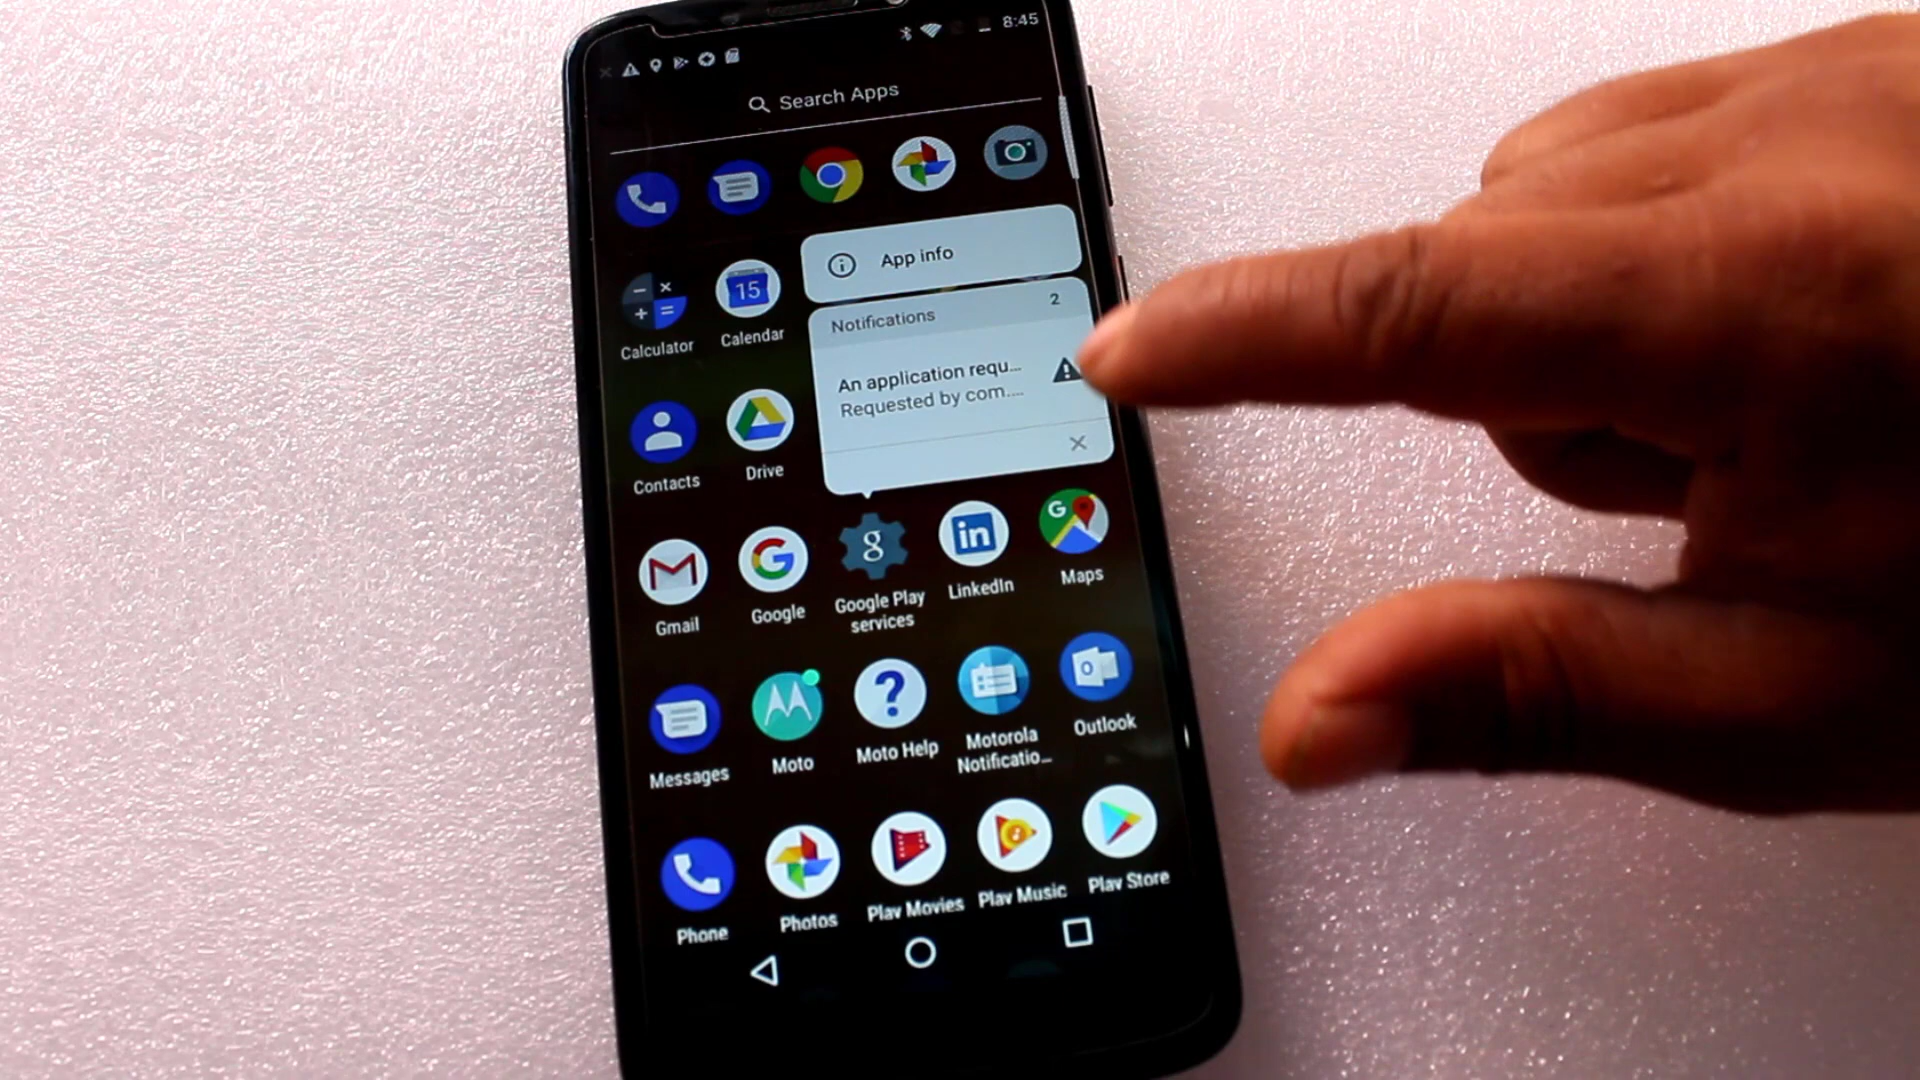 8:45
Search Apps
App info
Notifications 2
An application requ...
Requested by com....
15
Calculator
Calendar
Contacts
Drive
G
g
in
G
Gmail
Google
Google Play
services
LinkedIn
Maps
?
o
Messages
Moto
Moto Help
Motorola
Notificatio...
Outlook
Phone
Photos
Play Movies
Play Music
Play Store